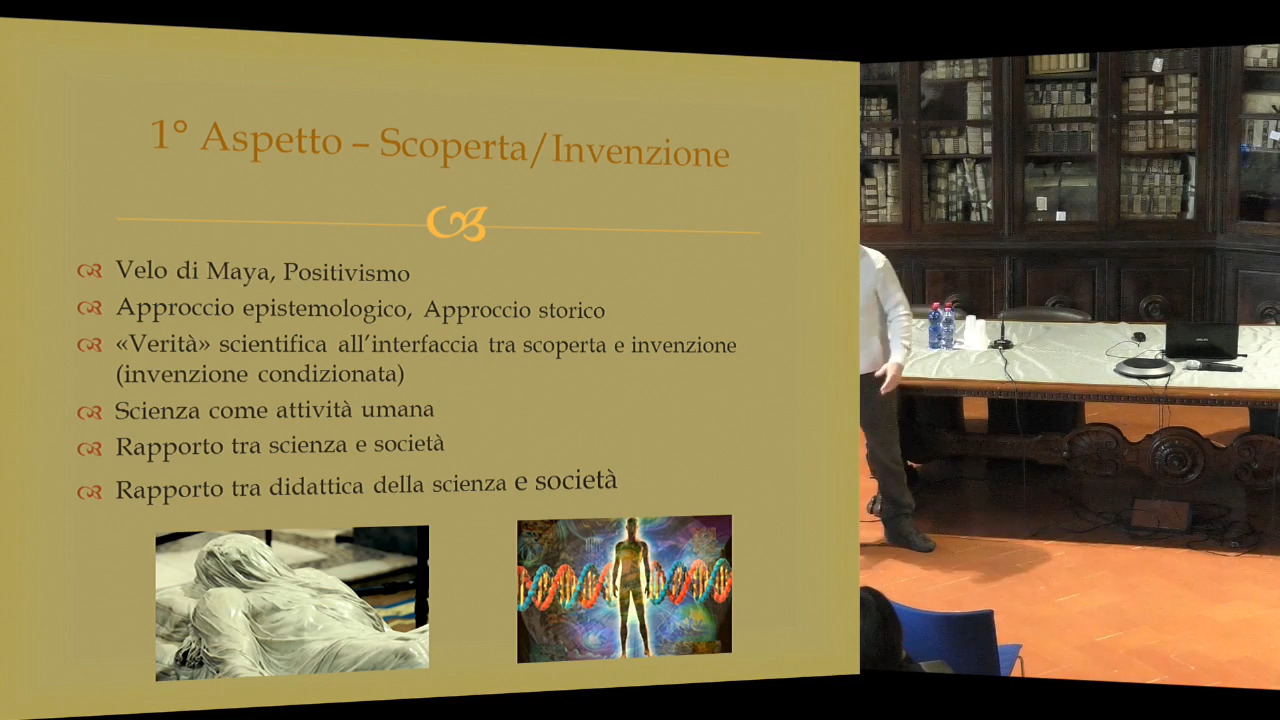 1° Aspetto – Scoperta/Invenzione
Velo di Maya, Positivismo
Approccio epistemologico, Approccio storico
«Verità» scientifica all'interfaccia tra scoperta e invenzione
(invenzione condizionata)
Scienza come attività umana
Rapporto tra scienza e società
Rapporto tra didattica della scienza e società